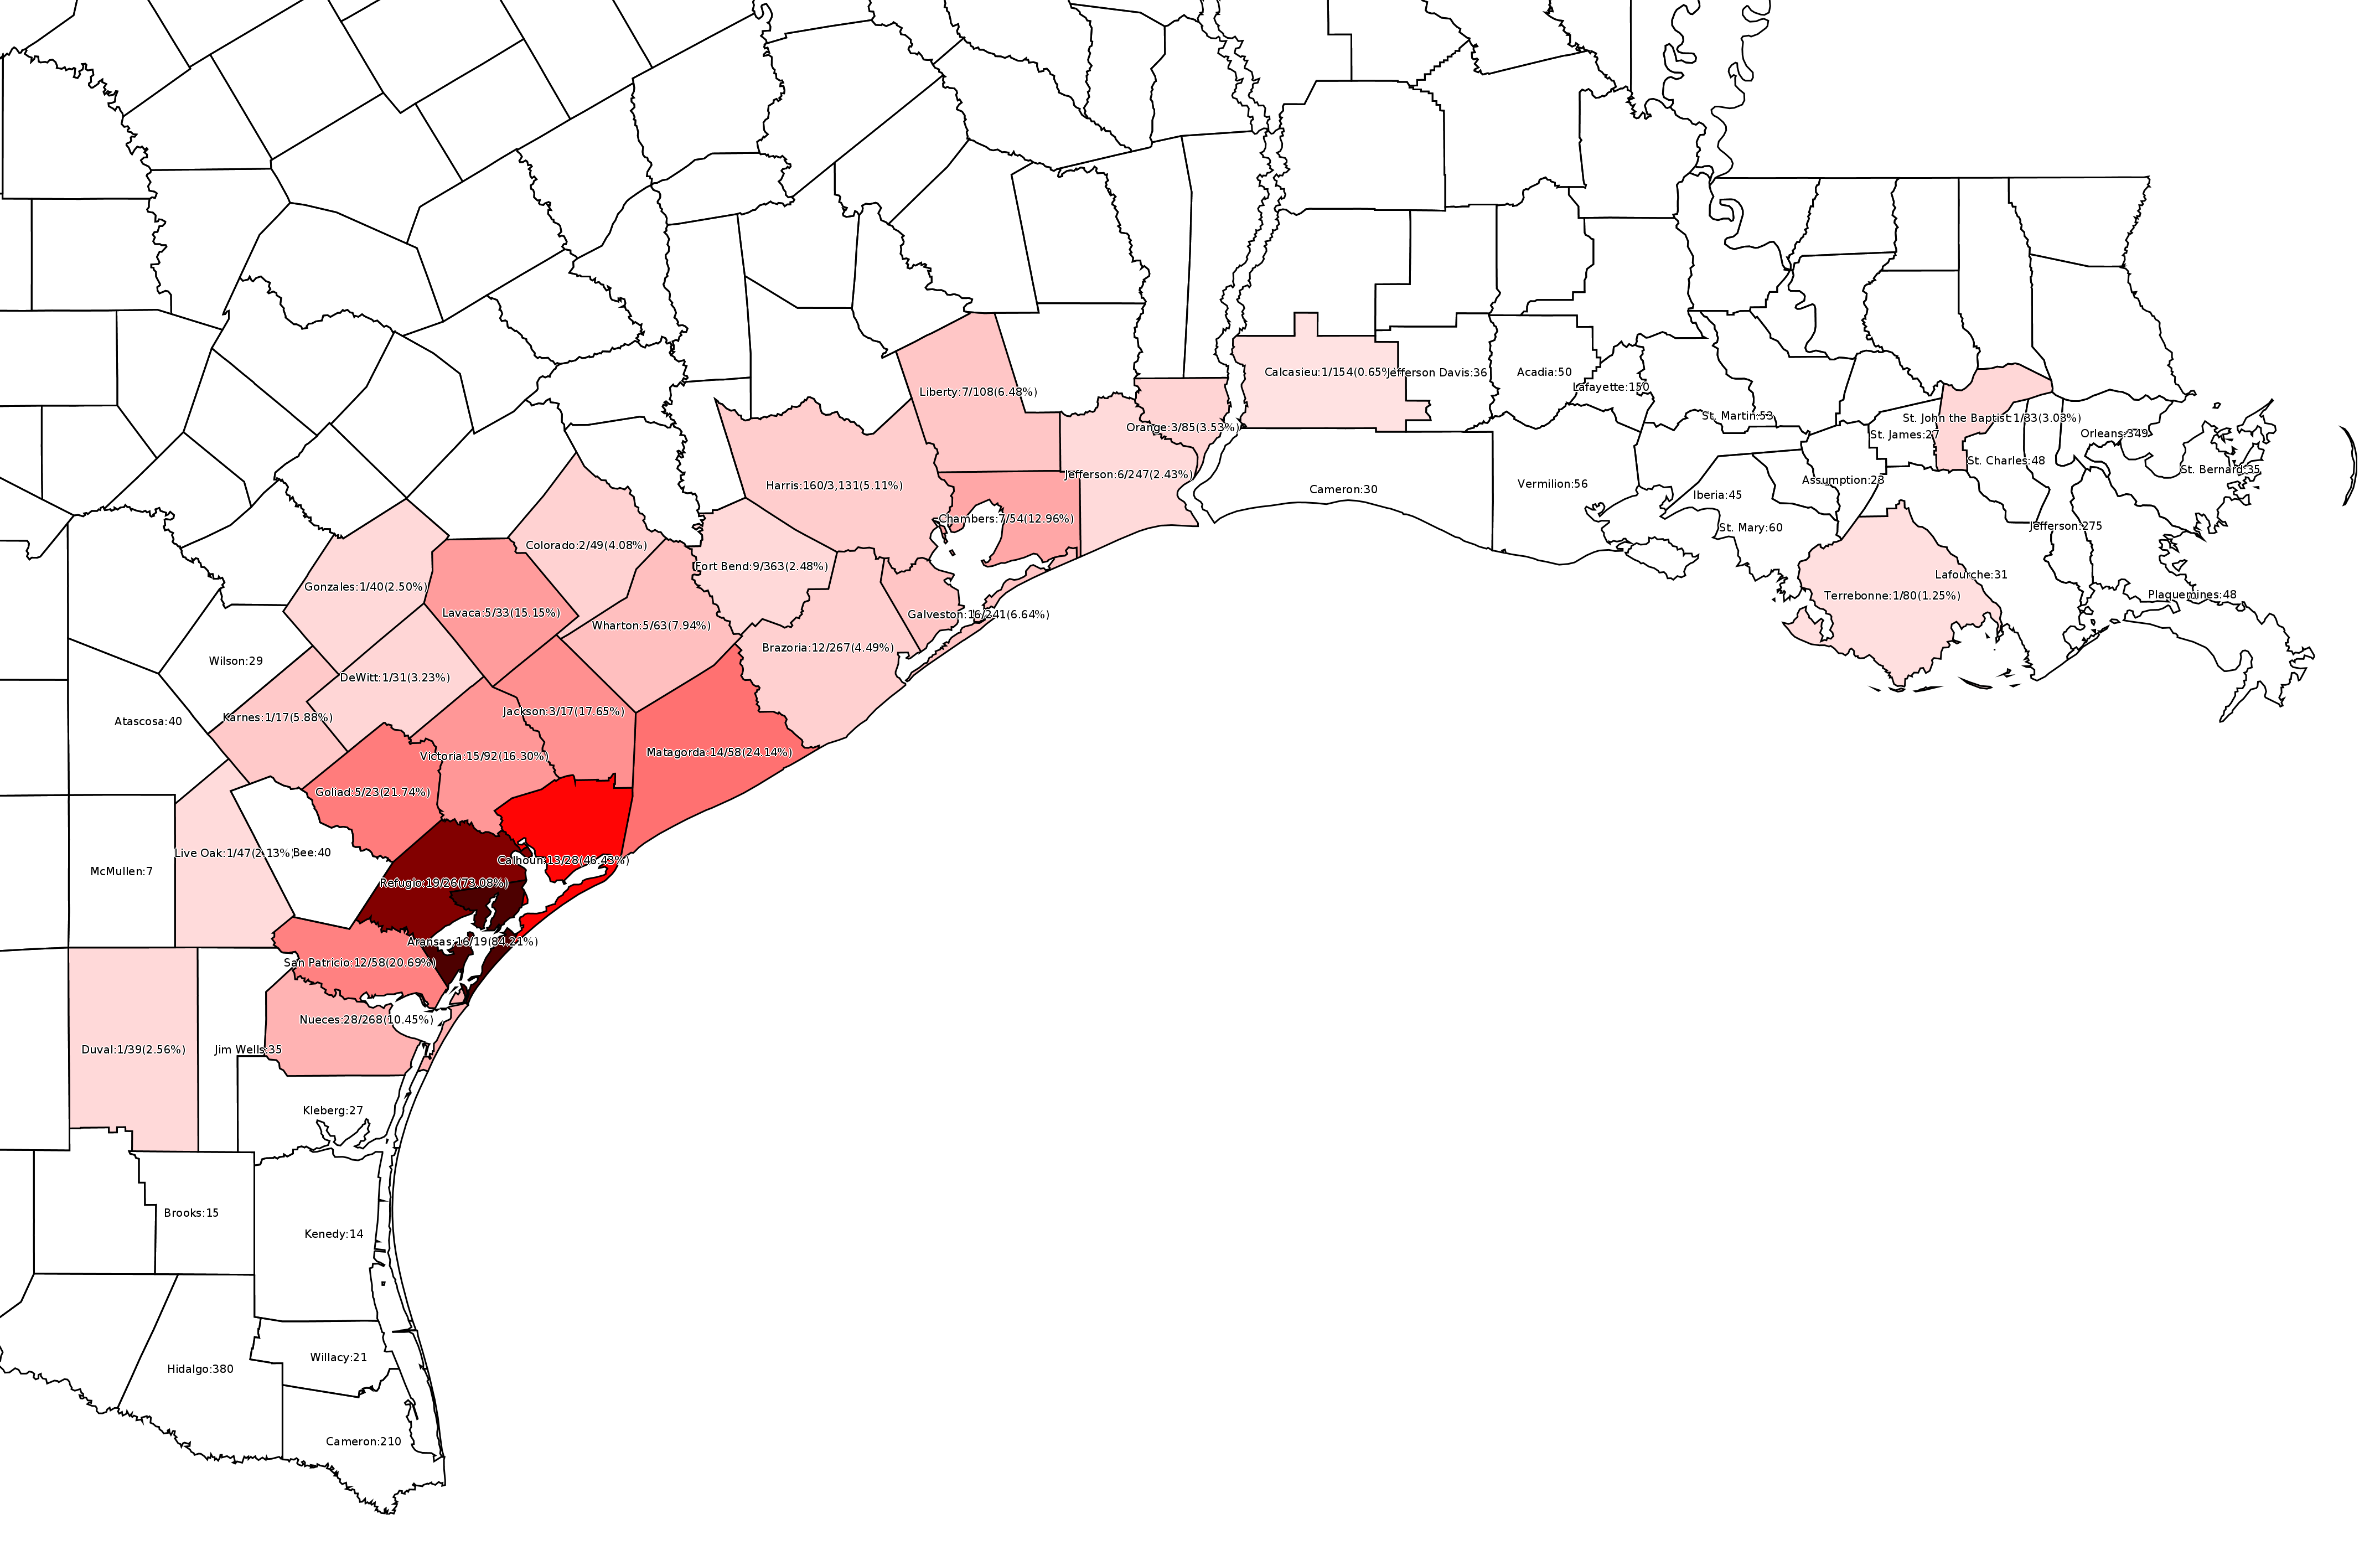 Calcasieu:1/154(0.65%)
Jefferson Davis:36
Acadia:50
Lafayette:150
Liberty:7/108(6.48%)
St. Martin:53
St. John the Baptist:1/33(3.03%)
Orange:3/85(3.53%)
St. James:27
Orleans:349
St. Charles:48
St. Bernard:35
Jefferson:6/247(2.43%)
Assumption:23
Harris:160/3,131(5.11%)
Vermilion:56
Cameron:30
Iberia:45
Chambers:7/54(12.96%)
St. Mary:60
Jefferson:275
Colorado:2/49(4.08%)
Fort Bend:9/363(2.48%)
Lafourche:31
Gonzales:1/40(2.50%)
Terrebonne:1/80(1.25%)
Plaquemines:48
Lavaca:5/33(15.15%)
Galveston:16/241(6.64%)
Wharton:5/63(7.94%)
Brazoria:12/267(4.49%)
Wilson:29
DeWitt:1/31(3.23%)
Jackson:3/17(17.65%)
Karnes:1/17(5.88%)
Atascosa:40
Matagorda:14/58(24.14%)
Victoria:15/92(16.30%)
Goliad:5/23(21.74%)
Live Oak:1/47(2.13%)
Bee:40
Calhoun:13/28(46.43%)
McMullen:7
Refugio:19/26(73.08%)
Aransas:16/19(84.21%)
San Patricio:12/58(20.69%)
Nueces:28/268(10.45%)
Duval:1/39(2.56%)
Jim Wells:35
Kleberg:27
Brooks:15
Kenedy:14
Willacy:21
Hidalgo:380
Cameron:210